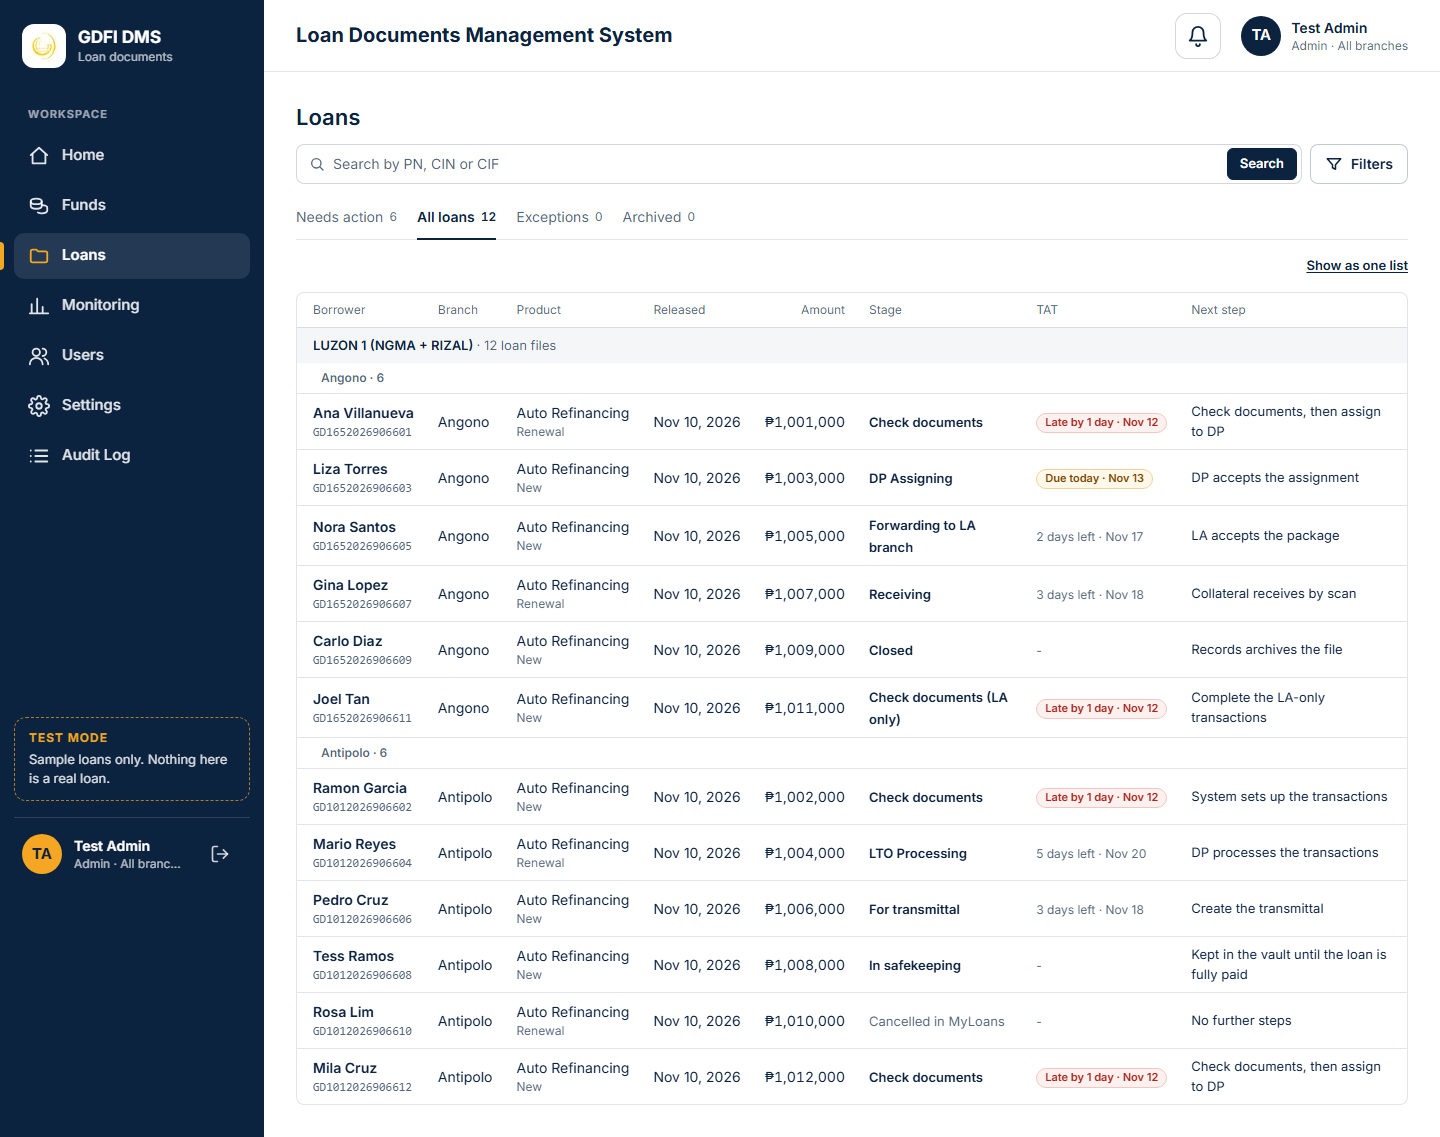 GDFI DMS
Loan documents
WORKSPACE
Home
Funds
Loans
Monitoring
Users
Settings
Audit Log
TEST MODE
Sample loans only. Nothing here
is a real loan.
TA
Test Admin
Admin · All branc...
Loan Documents Management System
TA
Test Admin
Admin · All branches
Loans
Search by PN, CIN or CIF
Search
Filters
Needs action 6
All loans 12
Exceptions 0
Archived 0
Show as one list
Borrower Branch Product Released Amount Stage TAT Next step
LUZON 1 (NGMA + RIZAL) · 12 loan files
Angono · 6
Ana Villanueva
GD1652026906601
Angono
Auto Refinancing
Renewal
Nov 10, 2026
₱1,001,000
Check documents
Late by 1 day · Nov 12
Check documents, then assign
to DP
Liza Torres
GD1652026906603
Angono
Auto Refinancing
New
Nov 10, 2026
₱1,003,000
DP Assigning
Due today · Nov 13
DP accepts the assignment
Nora Santos
GD1652026906605
Angono
Auto Refinancing
New
Nov 10, 2026
₱1,005,000
Forwarding to LA
branch
2 days left · Nov 17
LA accepts the package
Gina Lopez
GD1652026906607
Angono
Auto Refinancing
Renewal
Nov 10, 2026
₱1,007,000
Receiving
3 days left · Nov 18
Collateral receives by scan
Carlo Diaz
GD1652026906609
Angono
Auto Refinancing
New
Nov 10, 2026
₱1,009,000
Closed
-
Records archives the file
Joel Tan
GD1652026906611
Angono
Auto Refinancing
New
Nov 10, 2026
₱1,011,000
Check documents (LA
only)
Late by 1 day · Nov 12
Complete the LA-only
transactions
Antipolo · 6
Ramon Garcia
GD1012026906602
Antipolo
Auto Refinancing
New
Nov 10, 2026
₱1,002,000
Check documents
Late by 1 day · Nov 12
System sets up the transactions
Mario Reyes
GD1012026906604
Antipolo
Auto Refinancing
Renewal
Nov 10, 2026
₱1,004,000
LTO Processing
5 days left · Nov 20
DP processes the transactions
Pedro Cruz
GD1012026906606
Antipolo
Auto Refinancing
New
Nov 10, 2026
₱1,006,000
For transmittal
3 days left · Nov 18
Create the transmittal
Tess Ramos
GD1012026906608
Antipolo
Auto Refinancing
New
Nov 10, 2026
₱1,008,000
In safekeeping
-
Kept in the vault until the loan is
fully paid
Rosa Lim
GD1012026906610
Antipolo
Auto Refinancing
Renewal
Nov 10, 2026
₱1,010,000
Cancelled in MyLoans
-
No further steps
Mila Cruz
GD1012026906612
Antipolo
Auto Refinancing
New
Nov 10, 2026
₱1,012,000
Check documents
Late by 1 day · Nov 12
Check documents, then assign
to DP